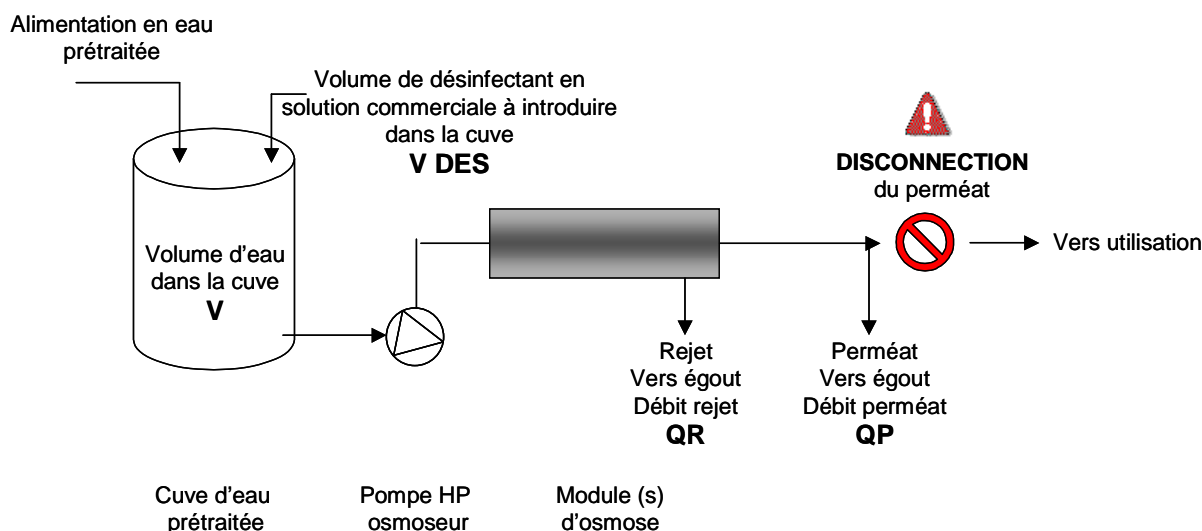 Alimentation en eau
prétraitée
Volume de désinfectant en
solution commerciale à introduire
dans la cuve
V DES
DISCONNECTION
du perméat
Volume d'eau
dans la cuve
V
Vers utilisation
Rejet
Vers égout
Débit rejet
QR
Perméat
Vers égout
Débit perméat
QP
Cuve d'eau
prétraitée
Pompe HP
osmoseur
Module (s)
d'osmose